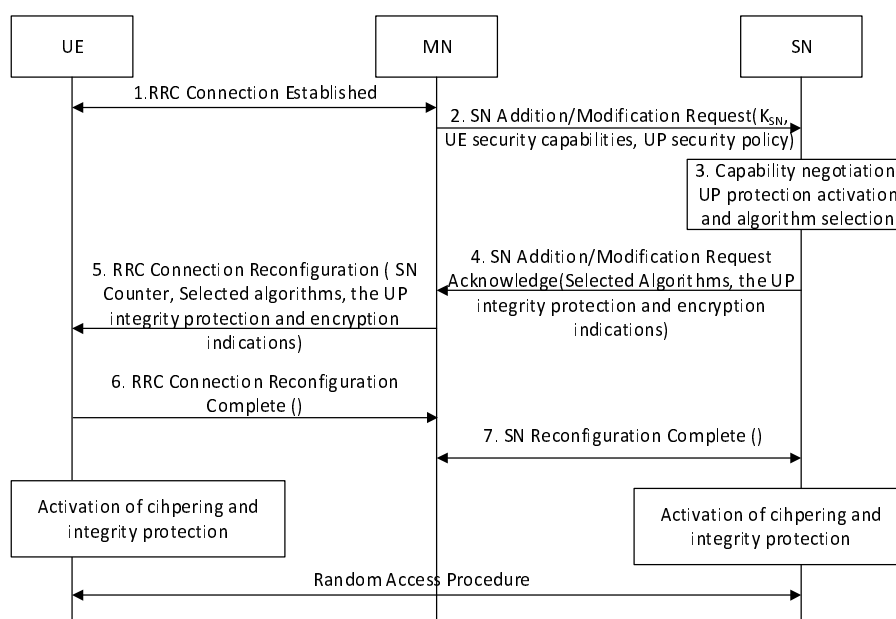 UE
MN
SN
1.RRC Connection Established
2. SN Addition/Modification Request(KSN,
UE security capabilities, UP security policy)
3. Capability negotiation
UP protection activation
and algorithm selection
4. SN Addition/Modification Request
Acknowledge(Selected Algorithms, the UP
integrity protection and encryption
indications)
5. RRC Connection Reconfiguration ( SN
Counter, Selected algorithms, the UP
integrity protection and encryption
indications)
6. RRC Connection Reconfiguration
Complete ()
7. SN Reconfiguration Complete ()
Activation of cihpering and
integrity protection
Activation of cihpering and
integrity protection
Random Access Procedure